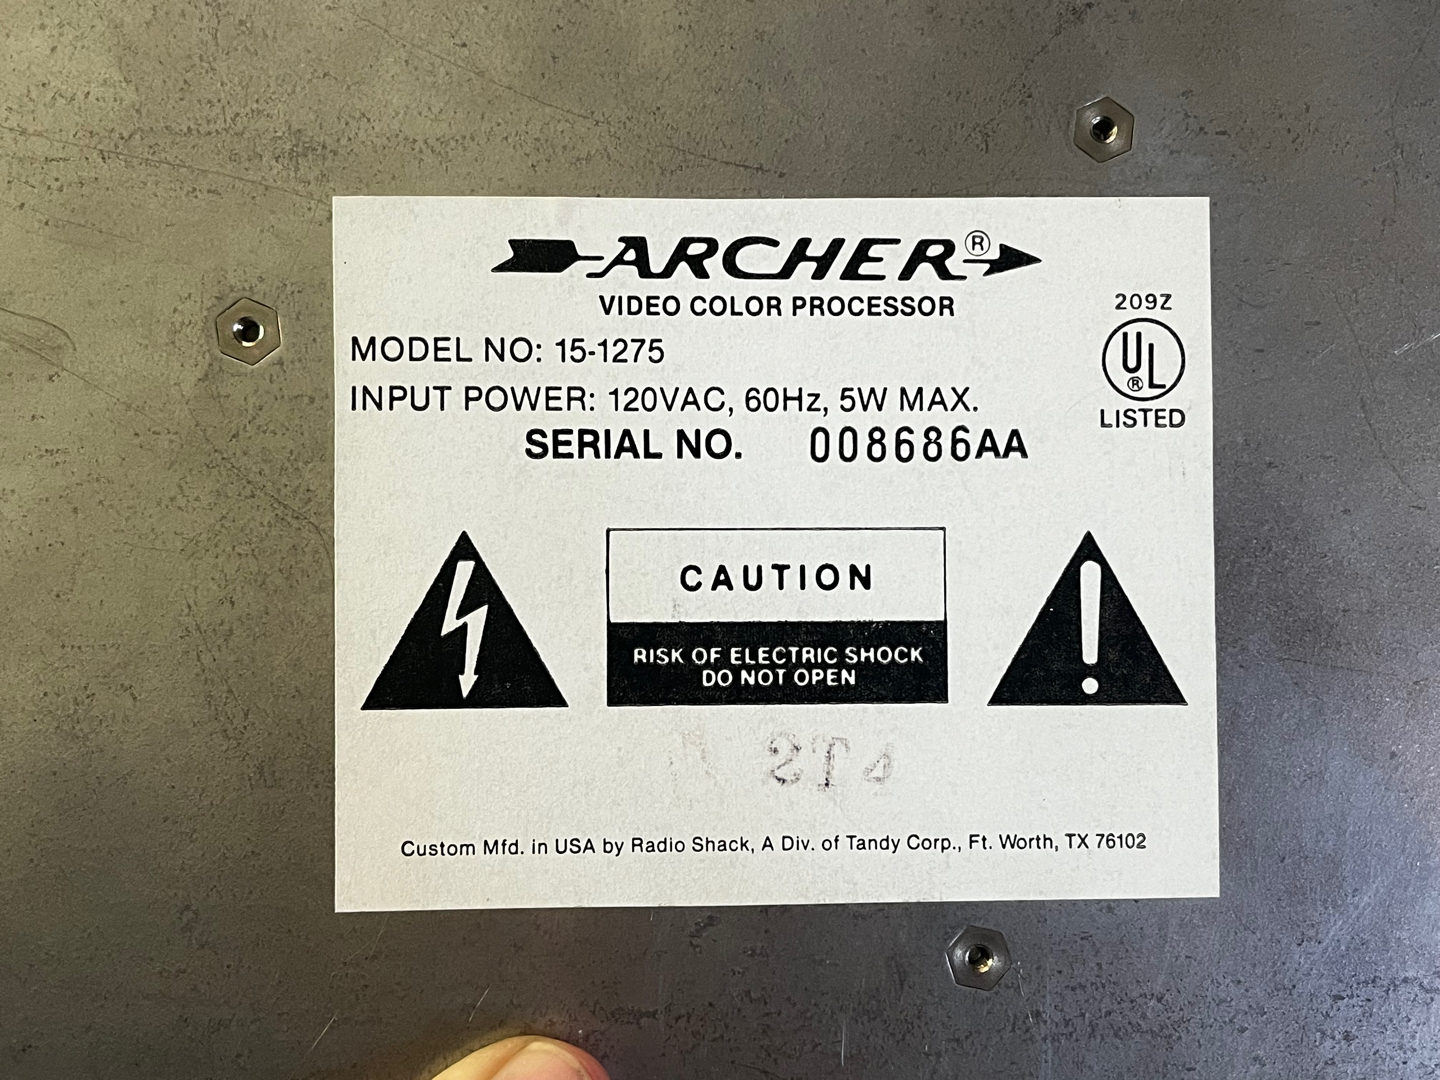 ARCHER®
VIDEO COLOR PROCESSOR
209Z
MODEL NO: 15-1275
UL®
INPUT POWER: 120VAC, 60Hz, 5W MAX.
LISTED
SERIAL NO. 008686AA
CAUTION
RISK OF ELECTRIC SHOCK
DO NOT OPEN
2T4
Custom Mfd. in USA by Radio Shack, A Div. of Tandy Corp., Ft. Worth, TX 76102